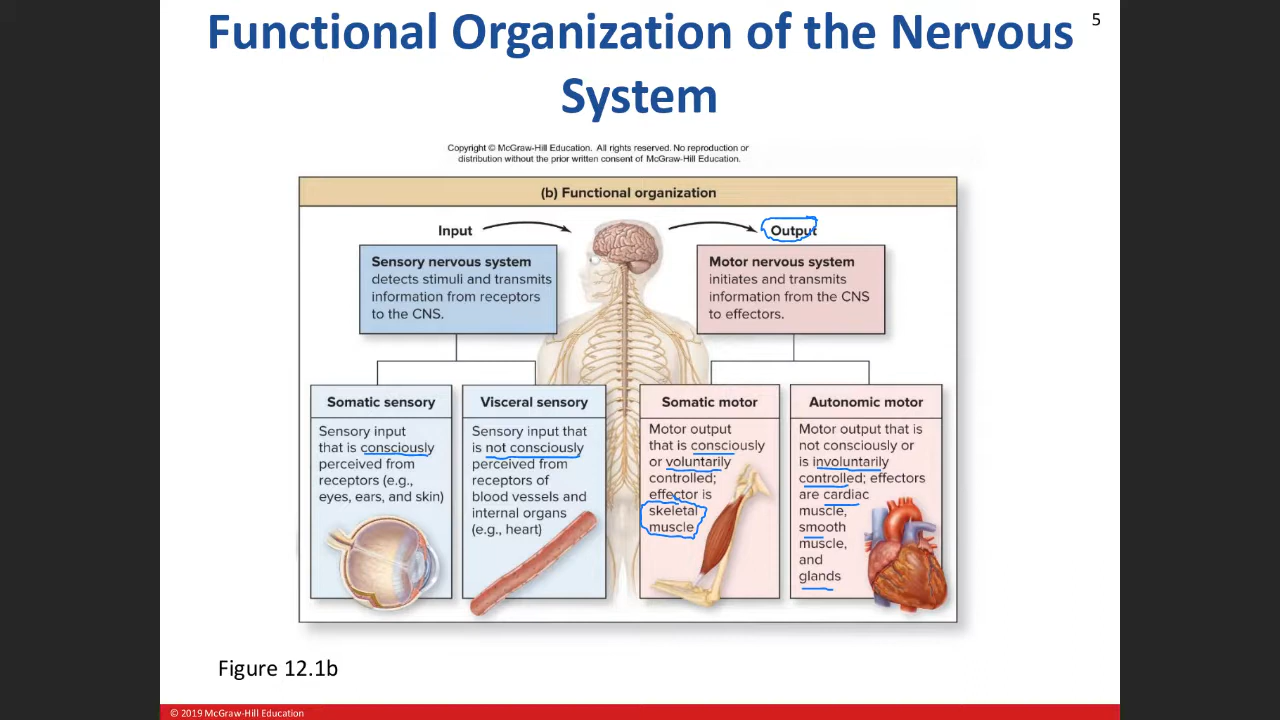 Functional Organization of the Nervous
System
5
Copyright © McGraw-Hill Education. All rights reserved. No reproduction or
distribution without the prior written consent of McGraw-Hill Education.
(b) Functional organization
Input
Output
Sensory nervous system
detects stimuli and transmits
information from receptors
to the CNS.
Motor nervous system
initiates and transmits
information from the CNS
to effectors.
Somatic sensory
Sensory input
that is consciously
perceived from
receptors (e.g.,
eyes, ears, and skin)
Visceral sensory
Sensory input that
is not consciously
perceived from
receptors of
blood vessels and
internal organs
(e.g., heart)
Somatic motor
Motor output
that is consciously
or voluntarily
controlled;
effector is
skeletal
muscle
Autonomic motor
Motor output that is
not consciously or
is involuntarily
controlled; effectors
are cardiac
muscle,
smooth
muscle,
and
glands
Figure 12.1b
© 2019 McGraw-Hill Education